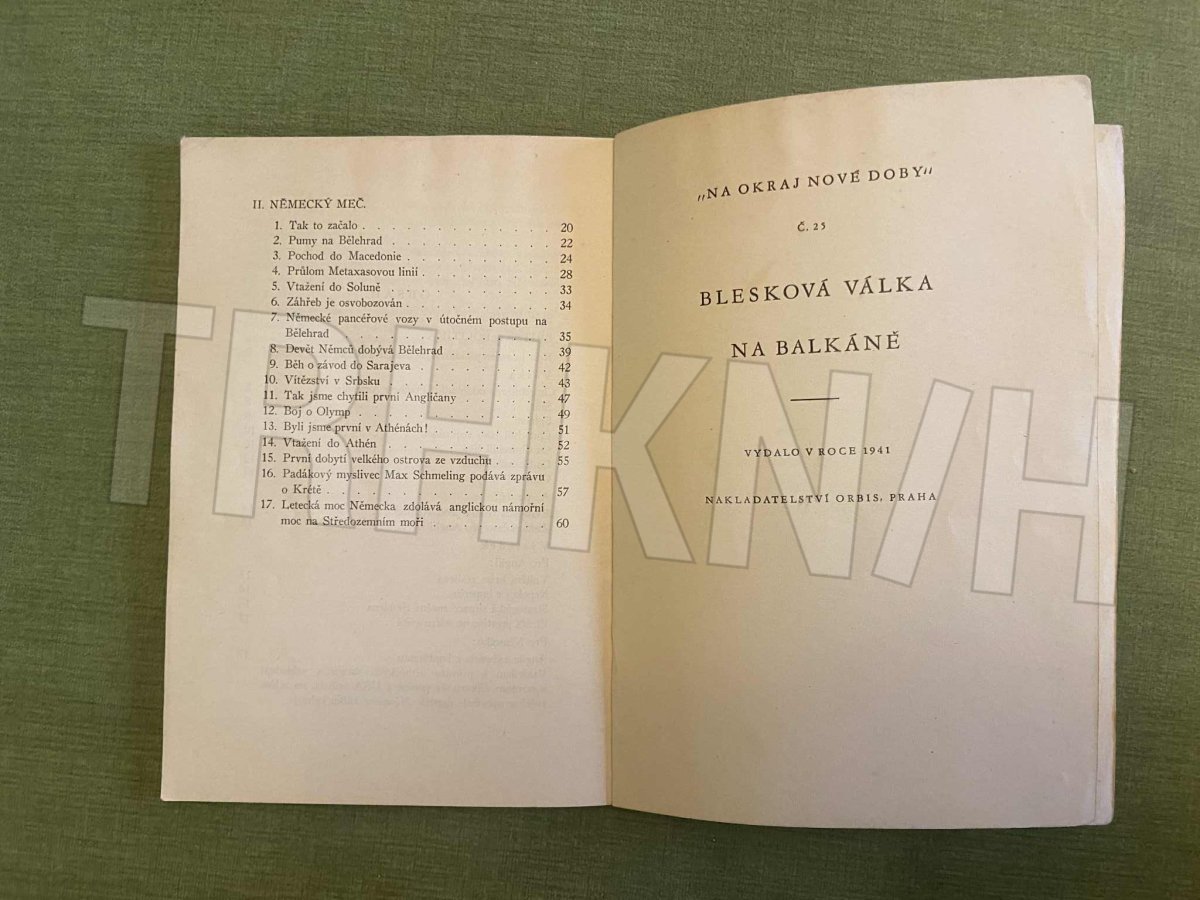 II. NĚMECKÝ MEČ.
1. Tak to začalo . . . . . . . . . . . . 20
2. Pumy na Bělehrad . . . . . . . . . . 22
3. Pochod do Macedonie . . . . . . . . . 24
4. Průlom Metaxasovou linií . . . . . . . . 28
5. Vtažení do Soluně . . . . . . . . . . 33
6. Záhřeb je osvobozován . . . . . . . . . 34
7. Německé pancéřové vozy v útočném postupu na
Bělehrad . . . . . . . . . . . . 35
8. Devět Němců dobývá Bělehrad . . . . . . 39
9. Běh o závod do Sarajeva . . . . . . . . 42
10. Vítězství v Srbsku . . . . . . . . . . 43
11. Tak jsme chytili první Angličany . . . . . 47
12. Boj o Olymp . . . . . . . . . . . . 49
13. Byli jsme první v Athénách! . . . . . . . 51
14. Vtažení do Athén . . . . . . . . . . 52
15. První dobytí velkého ostrova ze vzduchu . . . . 55
16. Padákový myslivec Max Schmeling podává zprávu
o Krétě . . . . . . . . . . . . . 57
17. Letecká moc Německa zdolává anglickou námořní
moc na Středozemním moři . . . . . . . 60
„NA OKRAJ NOVÉ DOBY"
Č. 25
BLESKOVÁ VÁLKA
NA BALKÁNĚ
VYDALO V ROCE 1941
NAKLADATELSTVÍ ORBIS, PRAHA
TRHKNIH